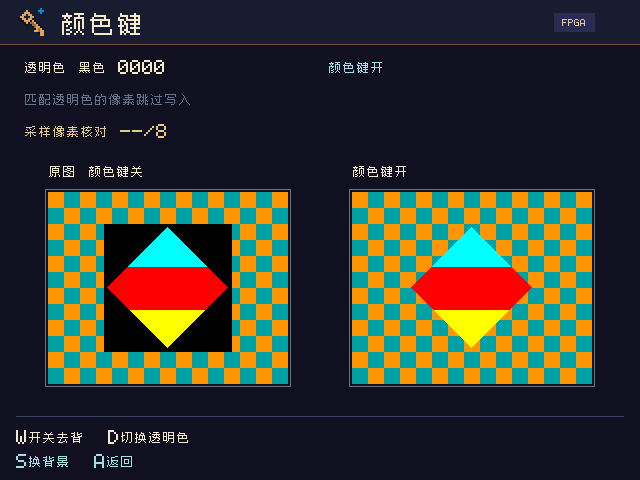 颜色键 FPGA
透明色 黑色 0000 颜色键开
匹配透明色的像素跳过写入
采样像素核对 --/8
原图 颜色键关 颜色键开
W开关去背 D切换透明色
S换背景 A返回